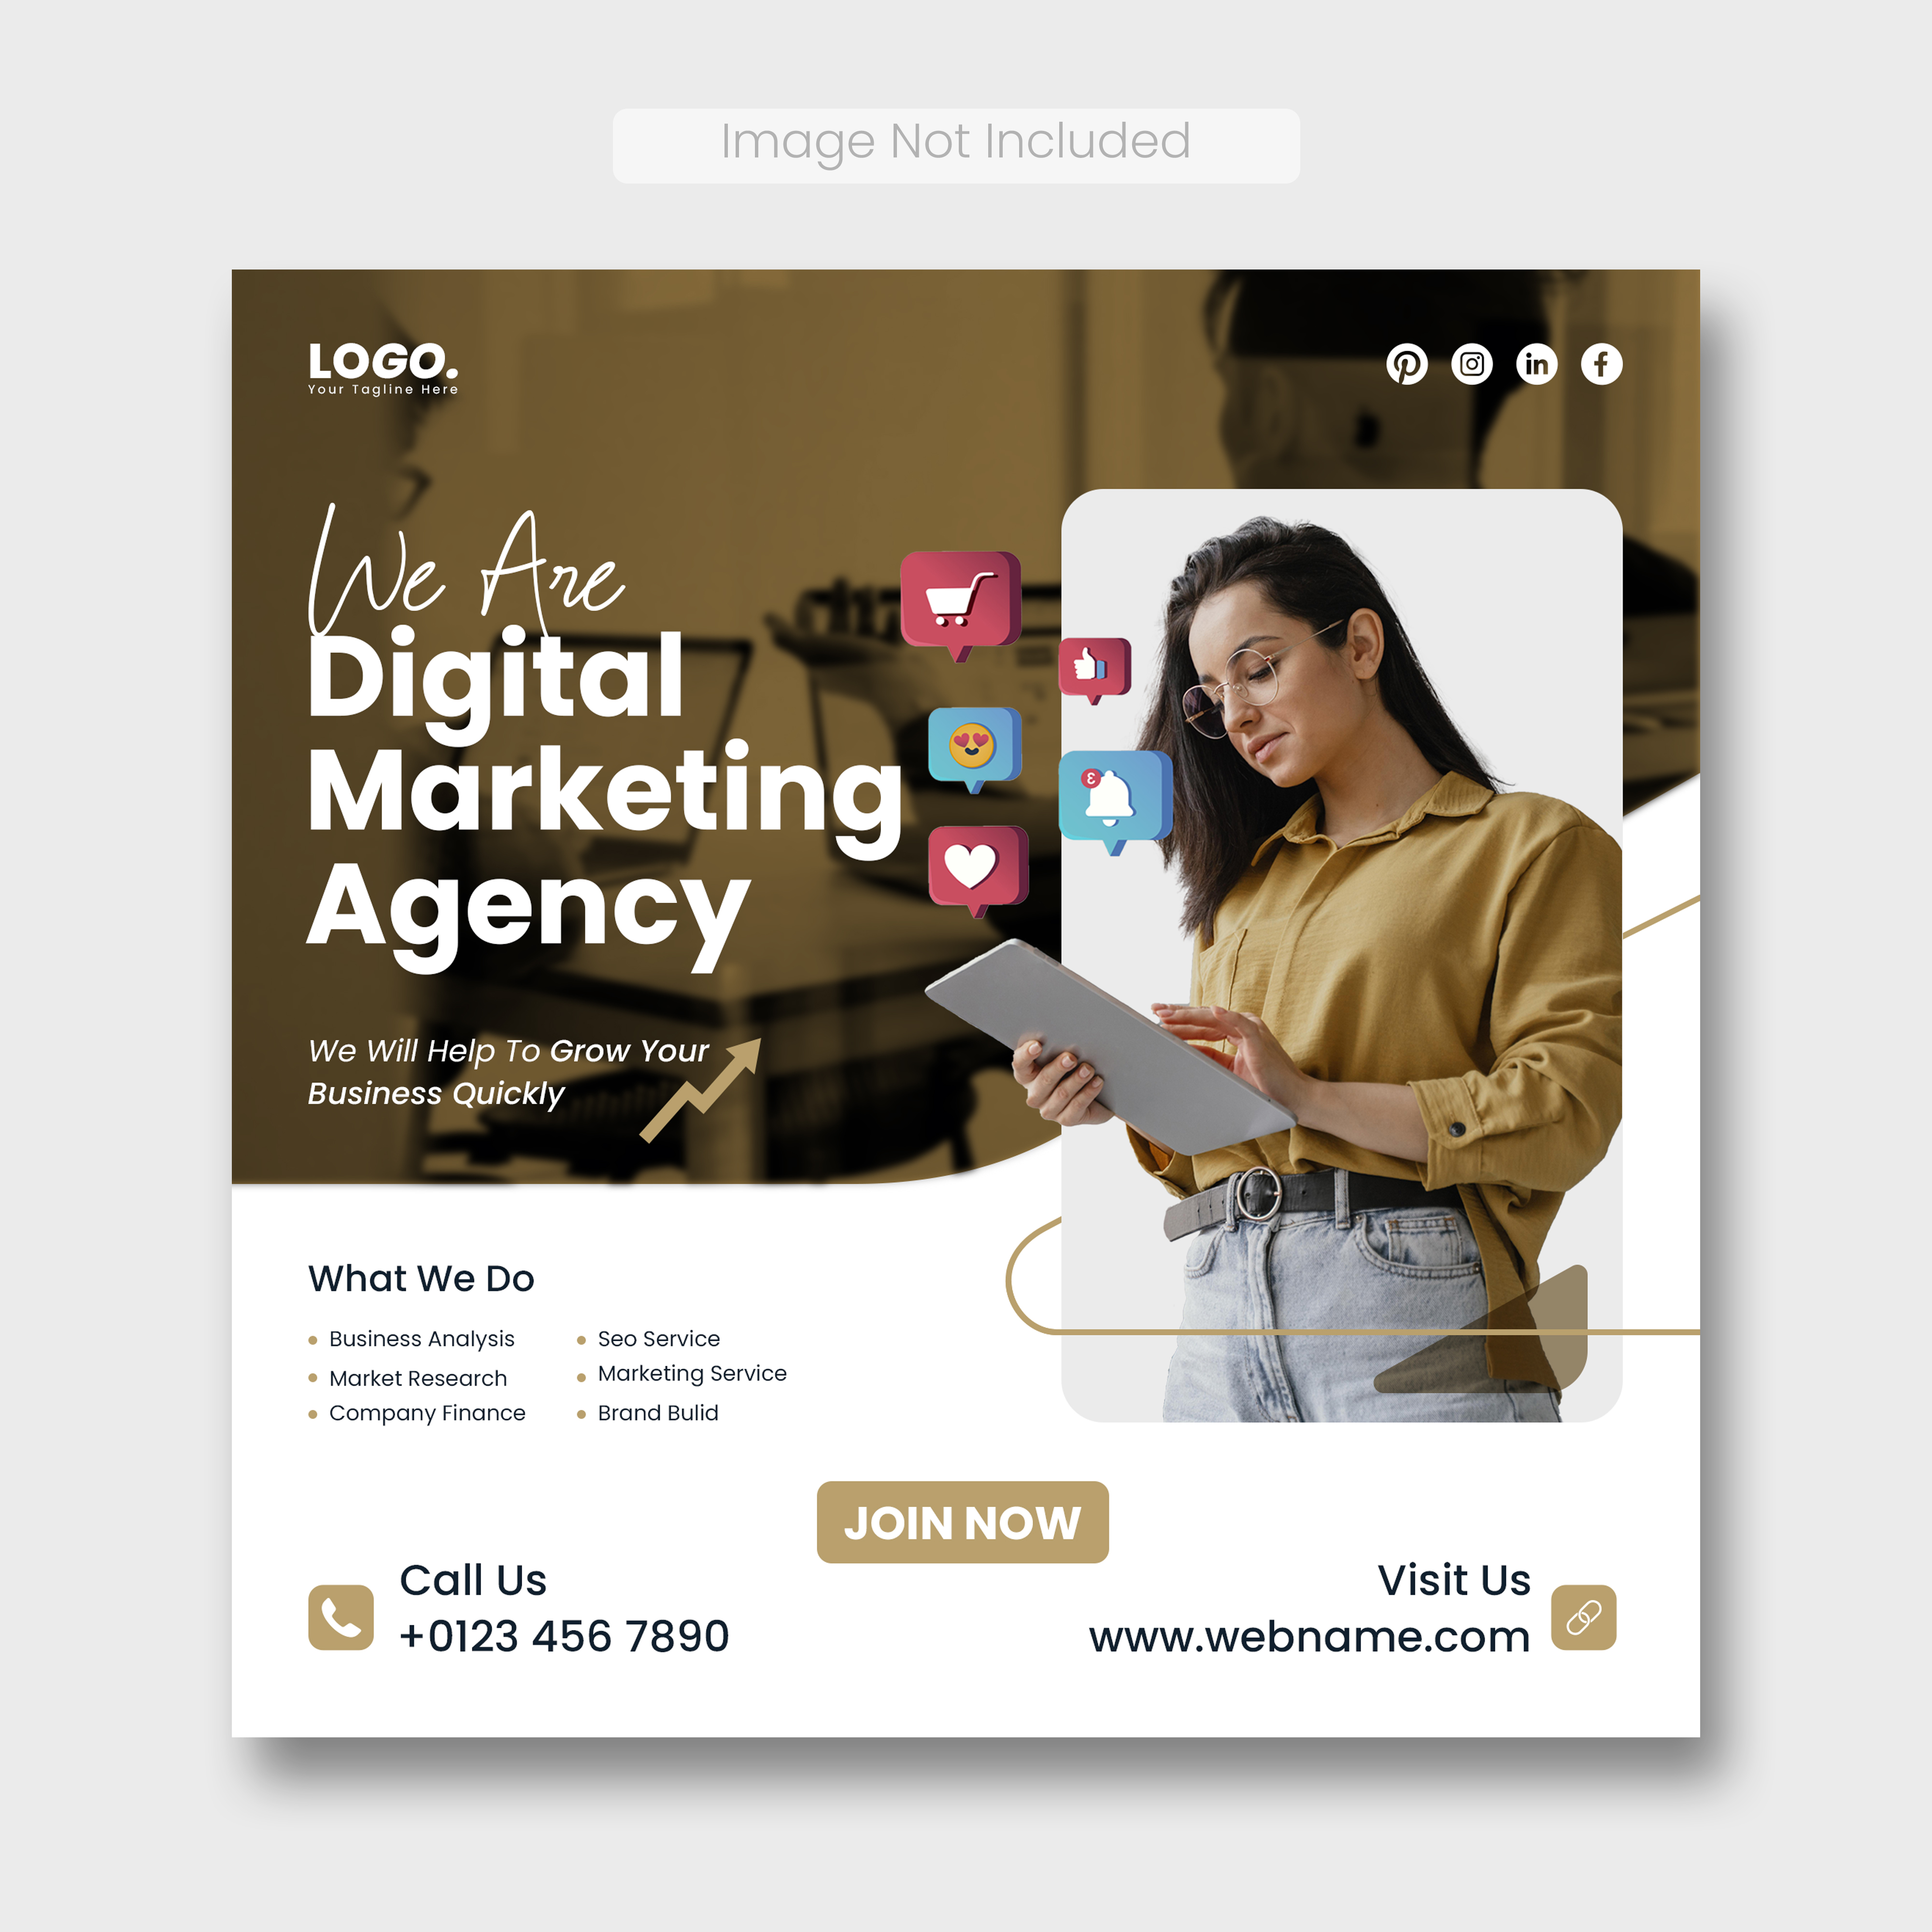 Image Not Included
LOGO.
Your Tagline Here
in
We Are
Digital
Marketing
Agency
3
We Will Help To Grow Your
Business Quickly
What We Do
Business Analysis
Market Research
Company Finance
Seo Service
Marketing Service
Brand Bulid
JOIN NOW
Call Us
+0123 456 7890
Visit Us
www.webname.com